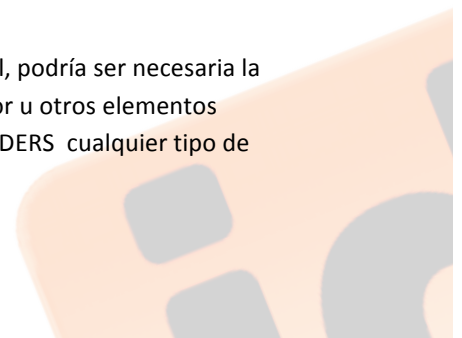 l, podría ser necesaria la
or u otros elementos
DERS cualquier tipo de